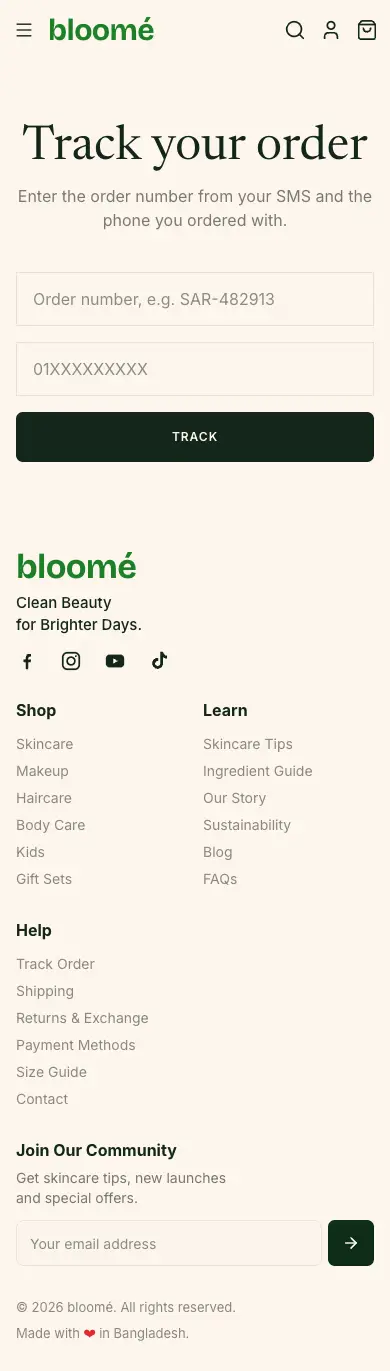 bloomé
Track your order
Enter the order number from your SMS and the
phone you ordered with.
Order number, e.g. SAR-482913
01XXXXXXXXX
TRACK
bloomé
Clean Beauty
for Brighter Days.
Shop
Skincare
Makeup
Haircare
Body Care
Kids
Gift Sets
Learn
Skincare Tips
Ingredient Guide
Our Story
Sustainability
Blog
FAQs
Help
Track Order
Shipping
Returns & Exchange
Payment Methods
Size Guide
Contact
Join Our Community
Get skincare tips, new launches
and special offers.
Your email address
© 2026 bloomé. All rights reserved.
Made with ❤ in Bangladesh.